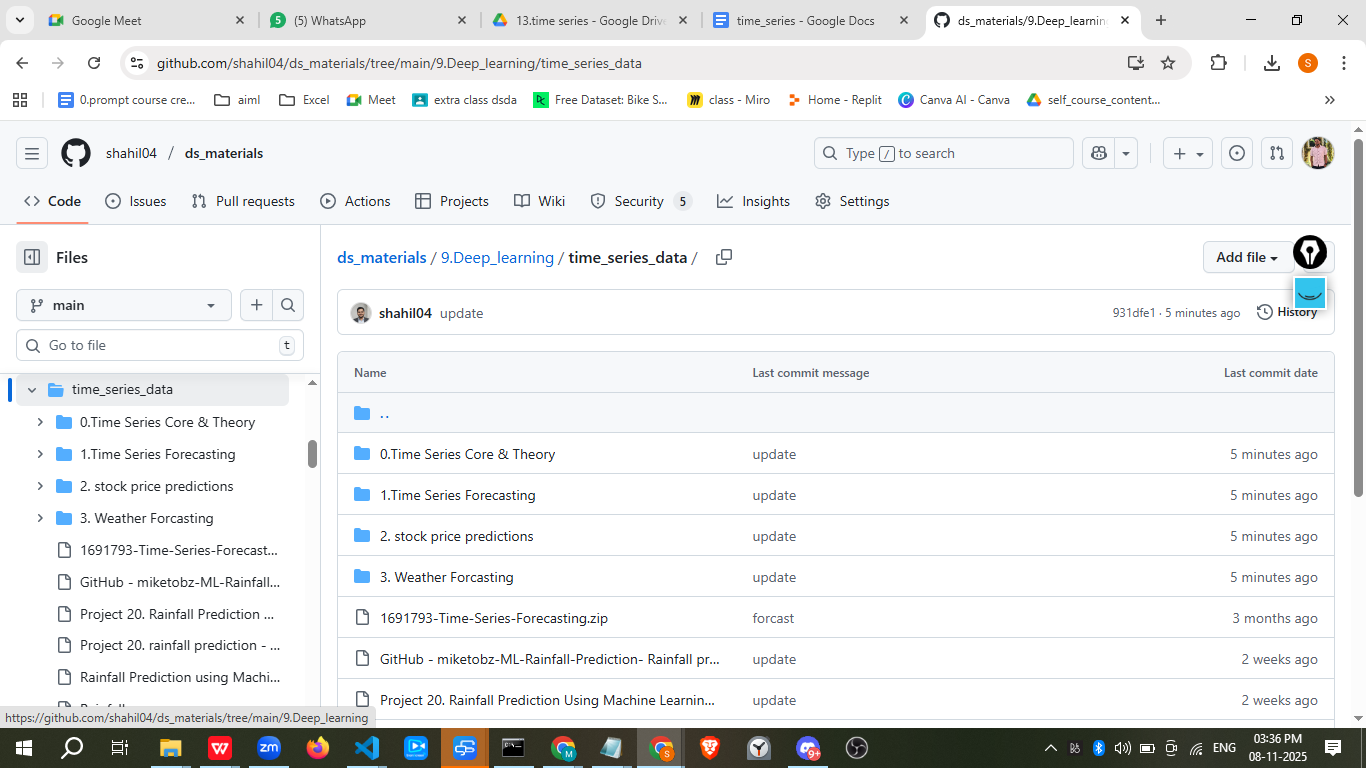 Google Meet
(5) WhatsApp
13.time series - Google Drive
time_series - Google Docs
ds_materials/9.Deep_learning
github.com/shahil04/ds_materials/tree/main/9.Deep_learning/time_series_data
S
0.prompt course cre...
aiml
Excel
Meet
extra class dsda
Free Dataset: Bike S...
class - Miro
Home - Replit
Canva AI - Canva
self_course_content...
shahil04 / ds_materials
Type / to search
Code
Issues
Pull requests
Actions
Projects
Wiki
Security 5
Insights
Settings
Files
ds_materials / 9.Deep_learning / time_series_data /
Add file
main
shahil04 update
931dfe1 · 5 minutes ago
History
Go to file
t
Name
Last commit message
Last commit date
time_series_data
0.Time Series Core & Theory
1.Time Series Forecasting
2. stock price predictions
3. Weather Forcasting
1691793-Time-Series-Forecast...
GitHub - miketobz-ML-Rainfall...
Project 20. Rainfall Prediction ...
Project 20. rainfall prediction - ...
Rainfall Prediction using Machi...
..
0.Time Series Core & Theory update 5 minutes ago
1.Time Series Forecasting update 5 minutes ago
2. stock price predictions update 5 minutes ago
3. Weather Forcasting update 5 minutes ago
1691793-Time-Series-Forecasting.zip forcast 3 months ago
GitHub - miketobz-ML-Rainfall-Prediction- Rainfall pr... update 2 weeks ago
Project 20. Rainfall Prediction Using Machine Learnin... update 2 weeks ago
https://github.com/shahil04/ds_materials/tree/main/9.Deep_learning
zm
9+
ENG
03:36 PM
08-11-2025